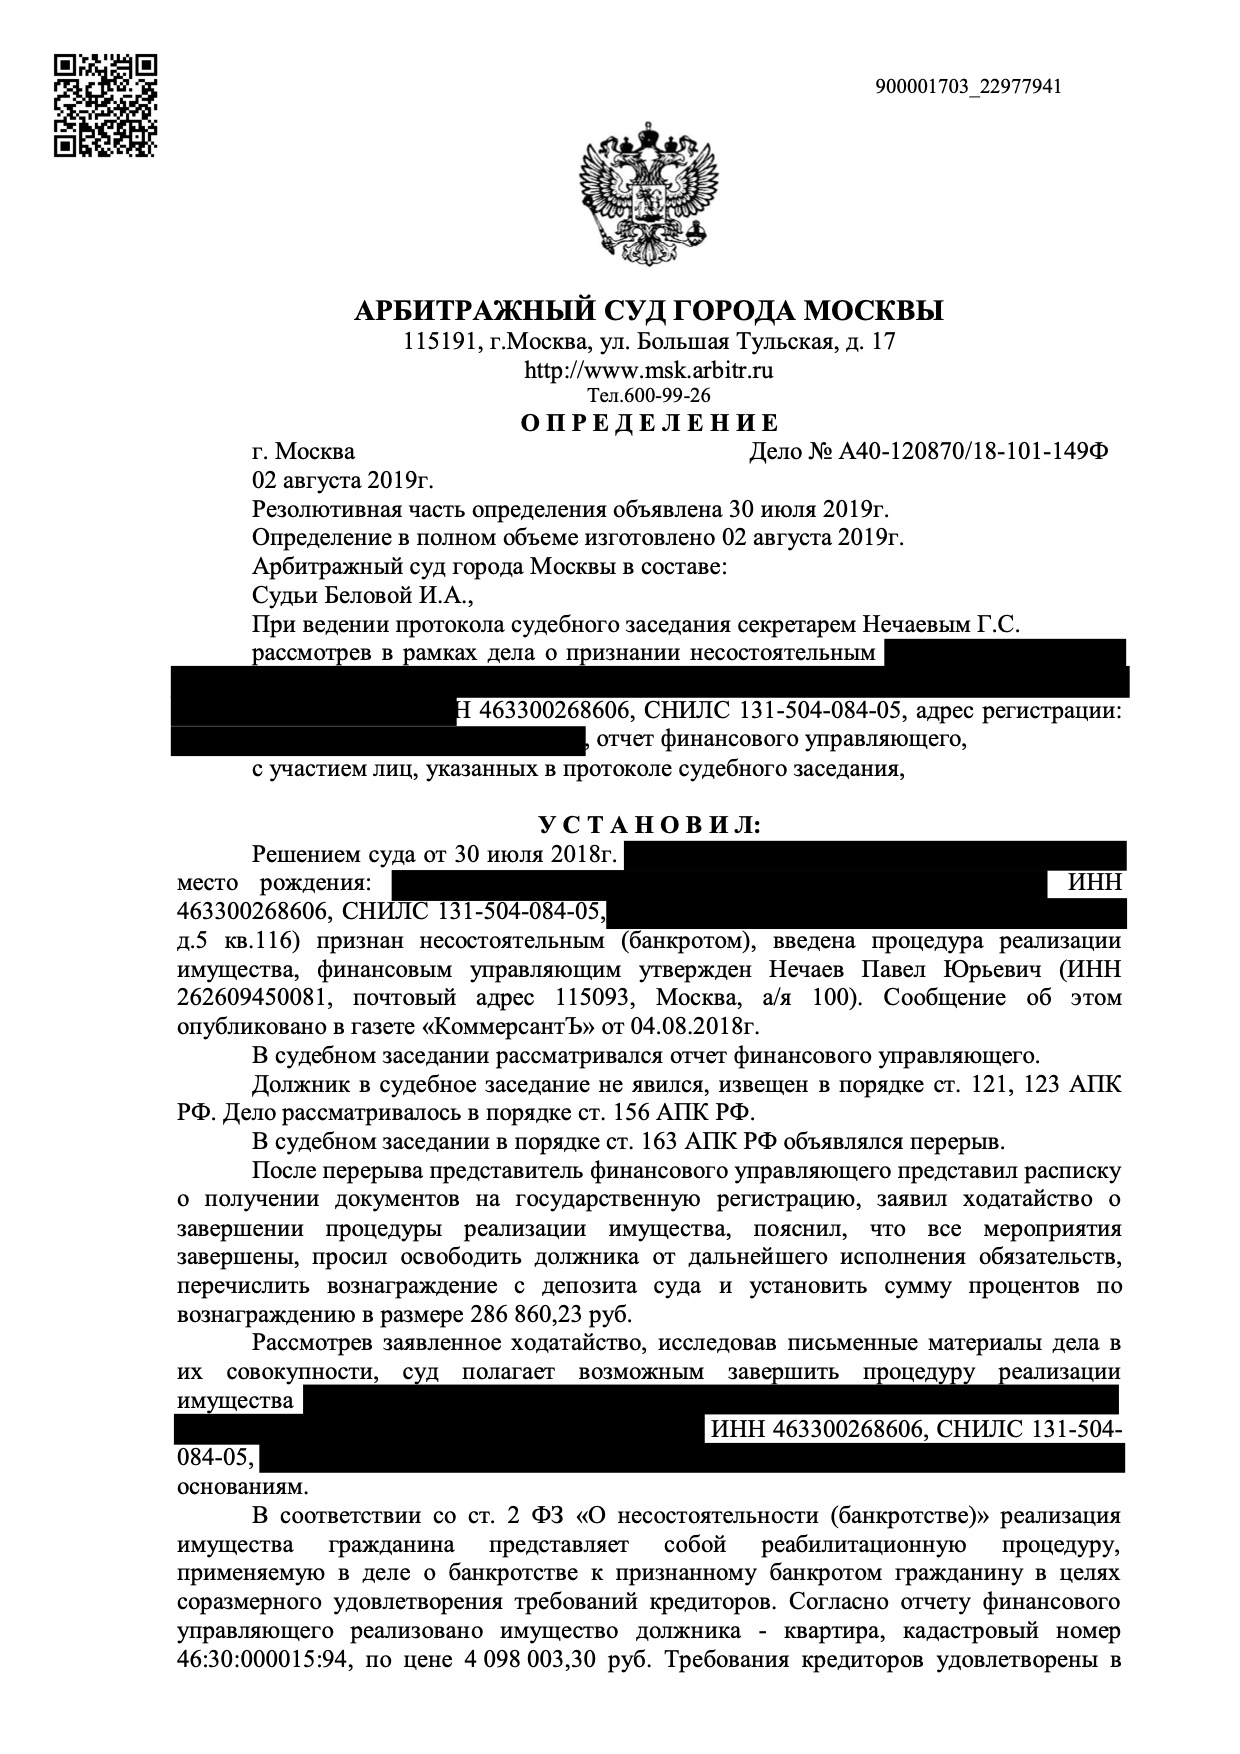 900001703_22977941
АРБИТРАЖНЫЙ СУД ГОРОДА МОСКВЫ
115191, г.Москва, ул. Большая Тульская, д. 17
http://www.msk.arbitr.ru
Тел.600-99-26
О П Р Е Д Е Л Е Н И Е
г. Москва Дело № А40-120870/18-101-149Ф
02 августа 2019г.
Резолютивная часть определения объявлена 30 июля 2019г.
Определение в полном объеме изготовлено 02 августа 2019г.
Арбитражный суд города Москвы в составе:
Судьи Беловой И.А.,
При ведении протокола судебного заседания секретарем Нечаевым Г.С.
рассмотрев в рамках дела о признании несостоятельным
Н 463300268606, СНИЛС 131-504-084-05, адрес регистрации:
, отчет финансового управляющего,
с участием лиц, указанных в протоколе судебного заседания,
У С Т А Н О В И Л:
Решением суда от 30 июля 2018г.
место рождения: ИНН
463300268606, СНИЛС 131-504-084-05,
д.5 кв.116) признан несостоятельным (банкротом), введена процедура реализации
имущества, финансовым управляющим утвержден Нечаев Павел Юрьевич (ИНН
262609450081, почтовый адрес 115093, Москва, а/я 100). Сообщение об этом
опубликовано в газете «КоммерсантЪ» от 04.08.2018г.
В судебном заседании рассматривался отчет финансового управляющего.
Должник в судебное заседание не явился, извещен в порядке ст. 121, 123 АПК
РФ. Дело рассматривалось в порядке ст. 156 АПК РФ.
В судебном заседании в порядке ст. 163 АПК РФ объявлялся перерыв.
После перерыва представитель финансового управляющего представил расписку
о получении документов на государственную регистрацию, заявил ходатайство о
завершении процедуры реализации имущества, пояснил, что все мероприятия
завершены, просил освободить должника от дальнейшего исполнения обязательств,
перечислить вознаграждение с депозита суда и установить сумму процентов по
вознаграждению в размере 286 860,23 руб.
Рассмотрев заявленное ходатайство, исследовав письменные материалы дела в
их совокупности, суд полагает возможным завершить процедуру реализации
имущества
ИНН 463300268606, СНИЛС 131-504-
084-05,
основаниям.
В соответствии со ст. 2 ФЗ «О несостоятельности (банкротстве)» реализация
имущества гражданина представляет собой реабилитационную процедуру,
применяемую в деле о банкротстве к признанному банкротом гражданину в целях
соразмерного удовлетворения требований кредиторов. Согласно отчету финансового
управляющего реализовано имущество должника - квартира, кадастровый номер
46:30:000015:94, по цене 4 098 003,30 руб. Требования кредиторов удовлетворены в